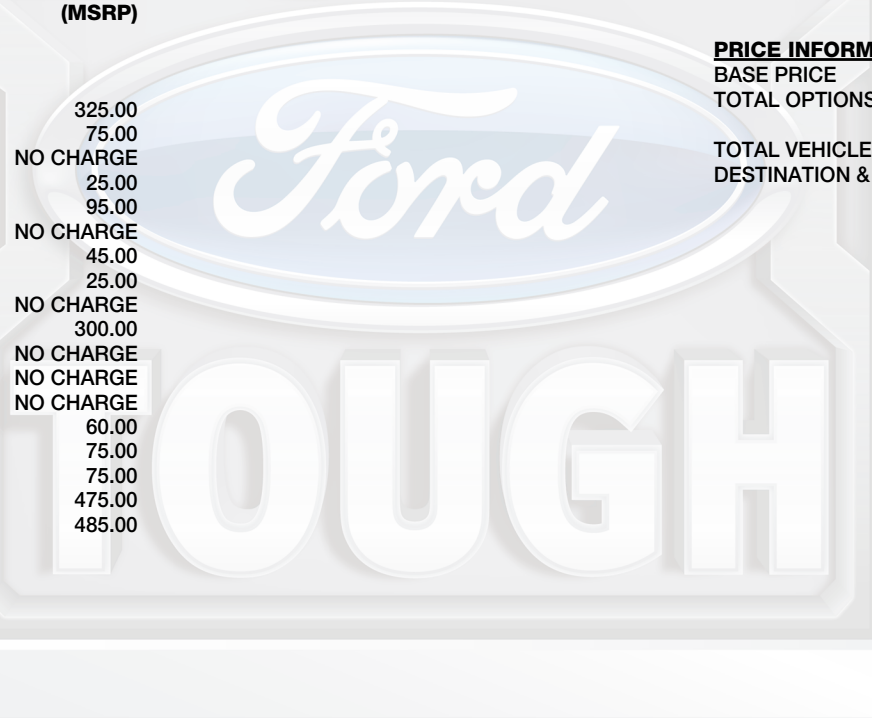 (MSRP)
325.00
75.00
NO CHARGE
25.00
95.00
NO CHARGE
45.00
25.00
NO CHARGE
300.00
NO CHARGE
NO CHARGE
NO CHARGE
60.00
75.00
75.00
475.00
485.00
PRICE INFORM
BASE PRICE
TOTAL OPTIONS
TOTAL VEHICLE
DESTINATION &
Ford
TOUGH